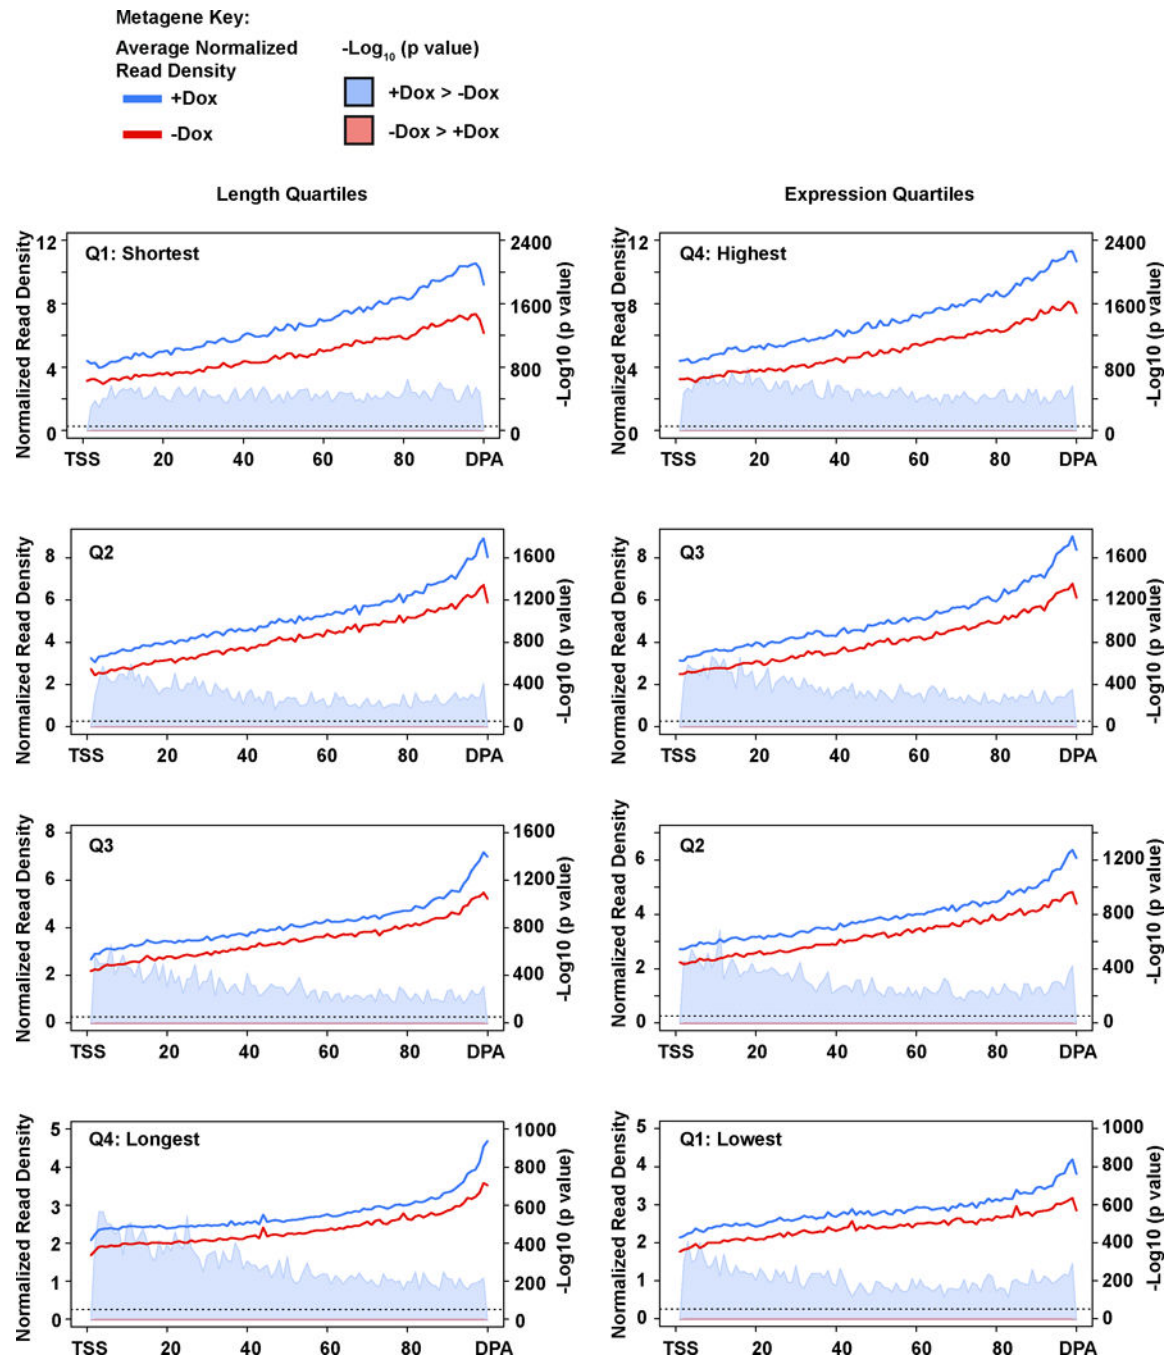 Metagene Key:
Average Normalized
Read Density
+Dox
-Dox
-Log10 (p value)
+Dox > -Dox
-Dox > +Dox
Length Quartiles
Expression Quartiles
Normalized Read Density
12
8
4
0
Q1: Shortest
2400
1600
800
0
-Log10 (p value)
TSS 20 40 60 80 DPA
Normalized Read Density
12
8
4
0
Q4: Highest
2400
1600
800
0
-Log10 (p value)
TSS 20 40 60 80 DPA
Normalized Read Density
8
6
4
2
0
Q2
1600
1200
800
400
0
-Log10 (p value)
TSS 20 40 60 80 DPA
Normalized Read Density
8
6
4
2
0
Q3
1600
1200
800
400
0
-Log10 (p value)
TSS 20 40 60 80 DPA
Normalized Read Density
8
6
4
2
0
Q3
1600
1200
800
400
0
-Log10 (p value)
TSS 20 40 60 80 DPA
Normalized Read Density
6
4
2
0
Q2
1200
800
400
0
-Log10 (p value)
TSS 20 40 60 80 DPA
Normalized Read Density
5
4
3
2
1
0
Q4: Longest
1000
800
600
400
200
0
-Log10 (p value)
TSS 20 40 60 80 DPA
Normalized Read Density
5
4
3
2
1
0
Q1: Lowest
1000
800
600
400
200
0
-Log10 (p value)
TSS 20 40 60 80 DPA